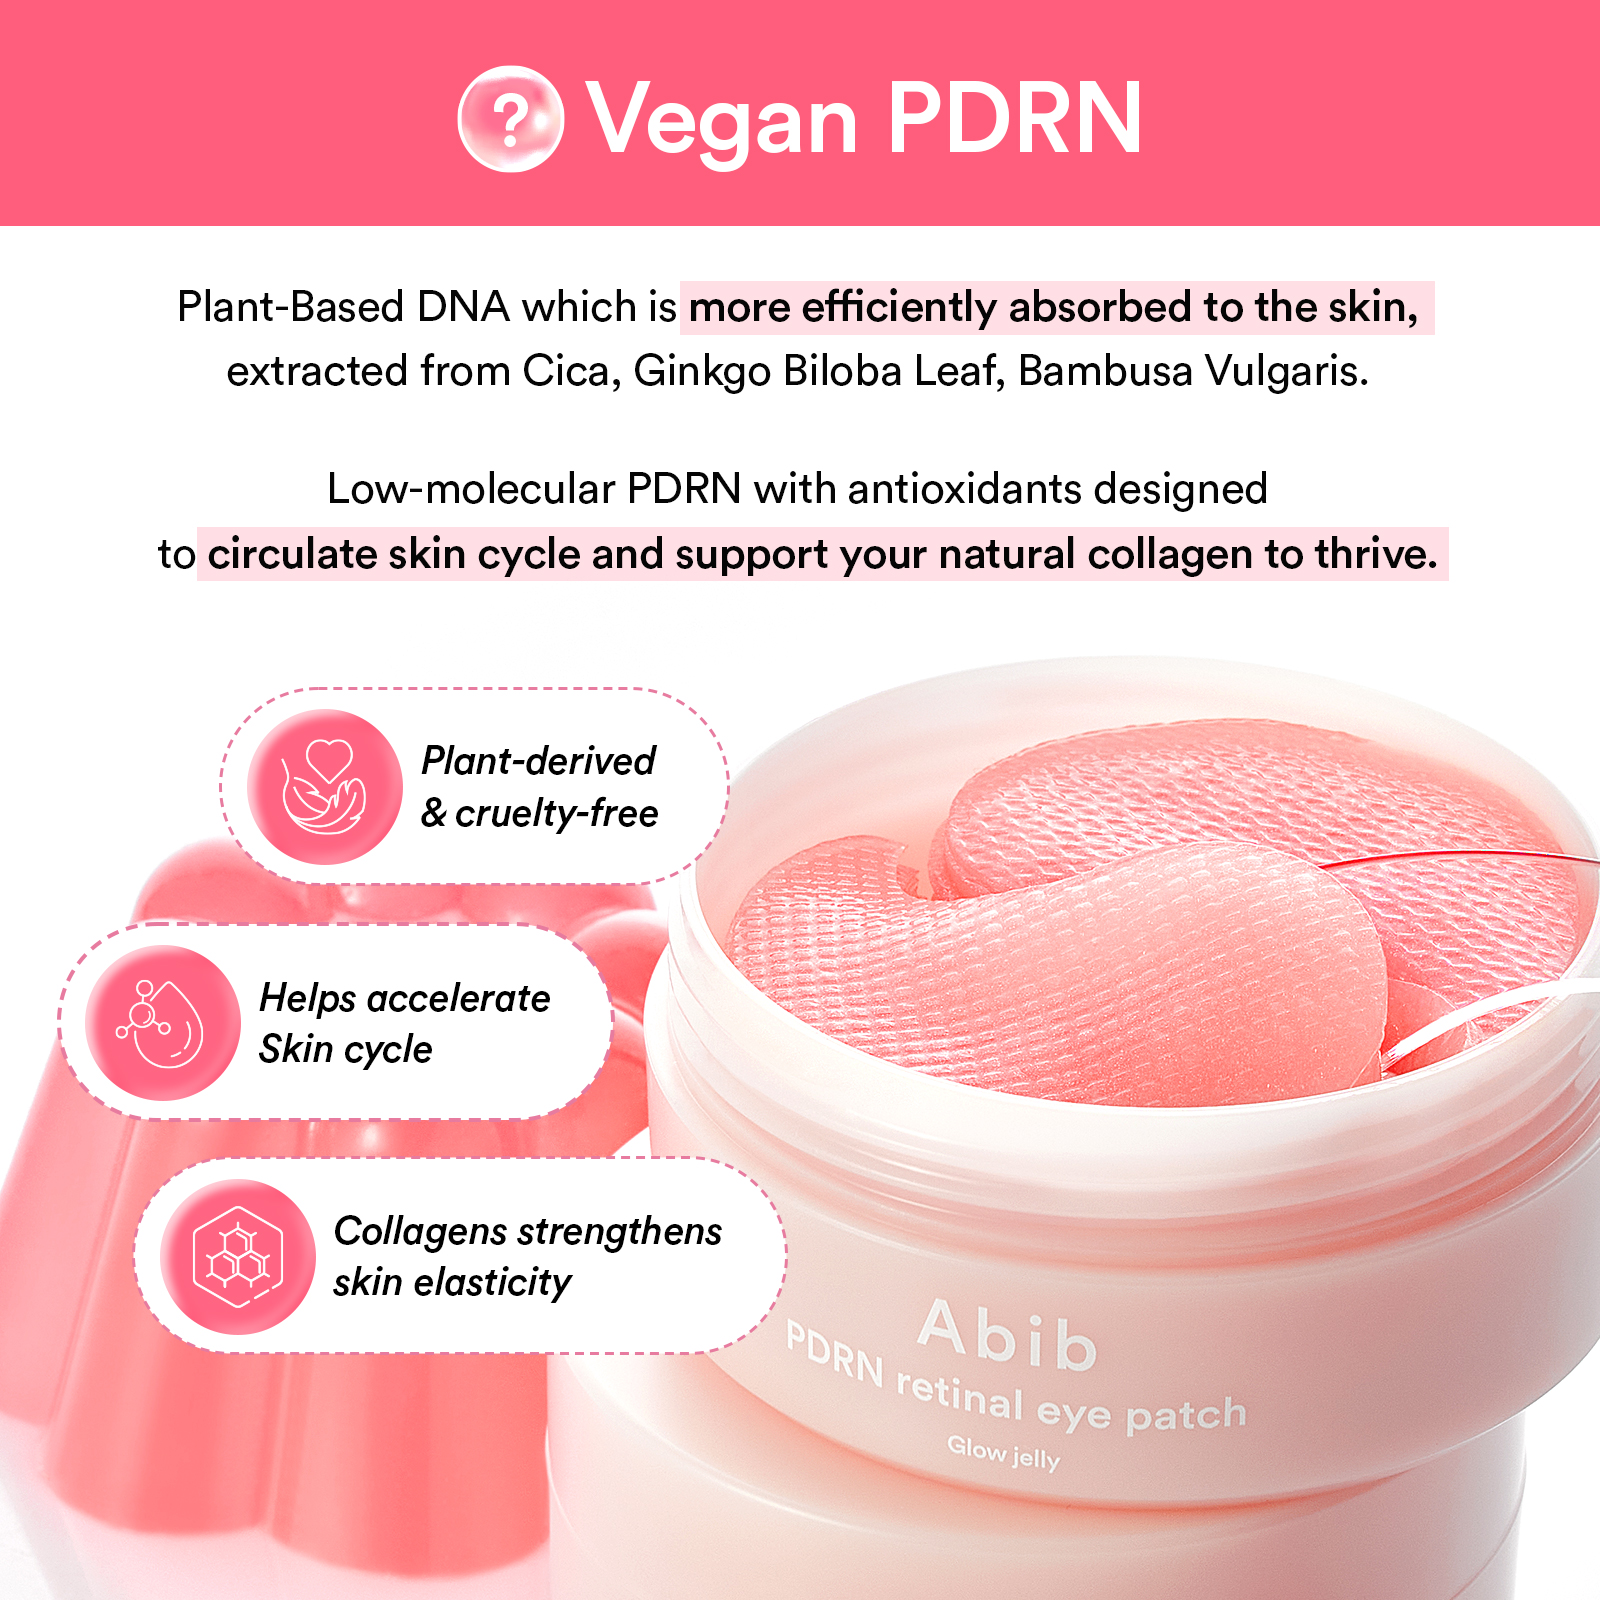 ? Vegan PDRN
Plant-Based DNA which is more efficiently absorbed to the skin,
extracted from Cica, Ginkgo Biloba Leaf, Bambusa Vulgaris.
Low-molecular PDRN with antioxidants designed
to circulate skin cycle and support your natural collagen to thrive.
Plant-derived
& cruelty-free
Helps accelerate
Skin cycle
Collagens strengthens
skin elasticity
Abib
PDRN retinal eye patch
Glow jelly